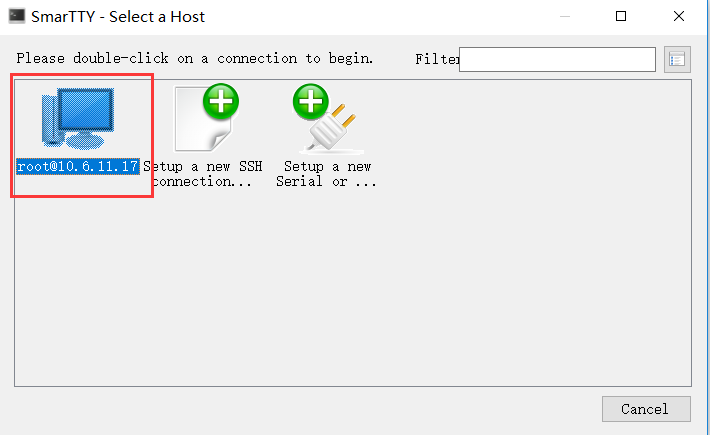 SmarTTY - Select a Host
Please double-click on a connection to begin.
Filter
root@10.6.11.17
Setup a new SSH
connection...
Setup a new
Serial or ...
Cancel